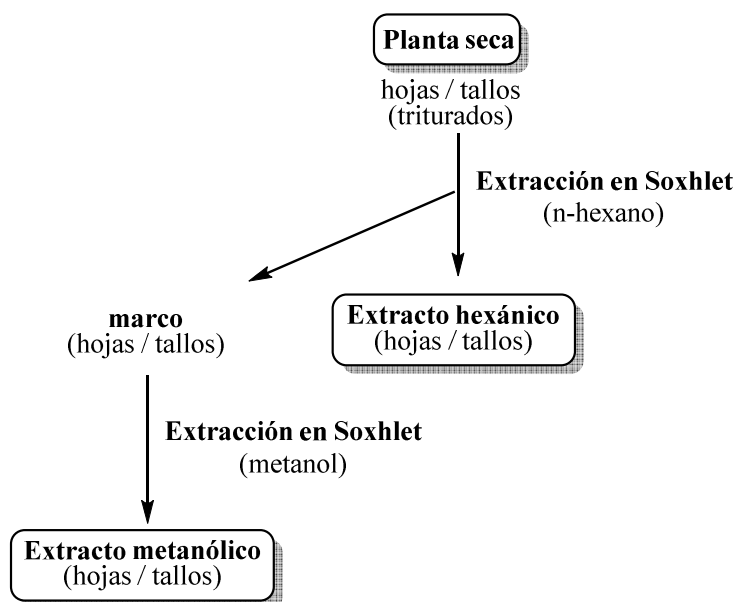 Planta seca
hojas / tallos
(triturados)
Extracción en Soxhlet
(n-hexano)
marco
(hojas / tallos)
Extracto hexánico
(hojas / tallos)
Extracción en Soxhlet
(metanol)
Extracto metanólico
(hojas / tallos)